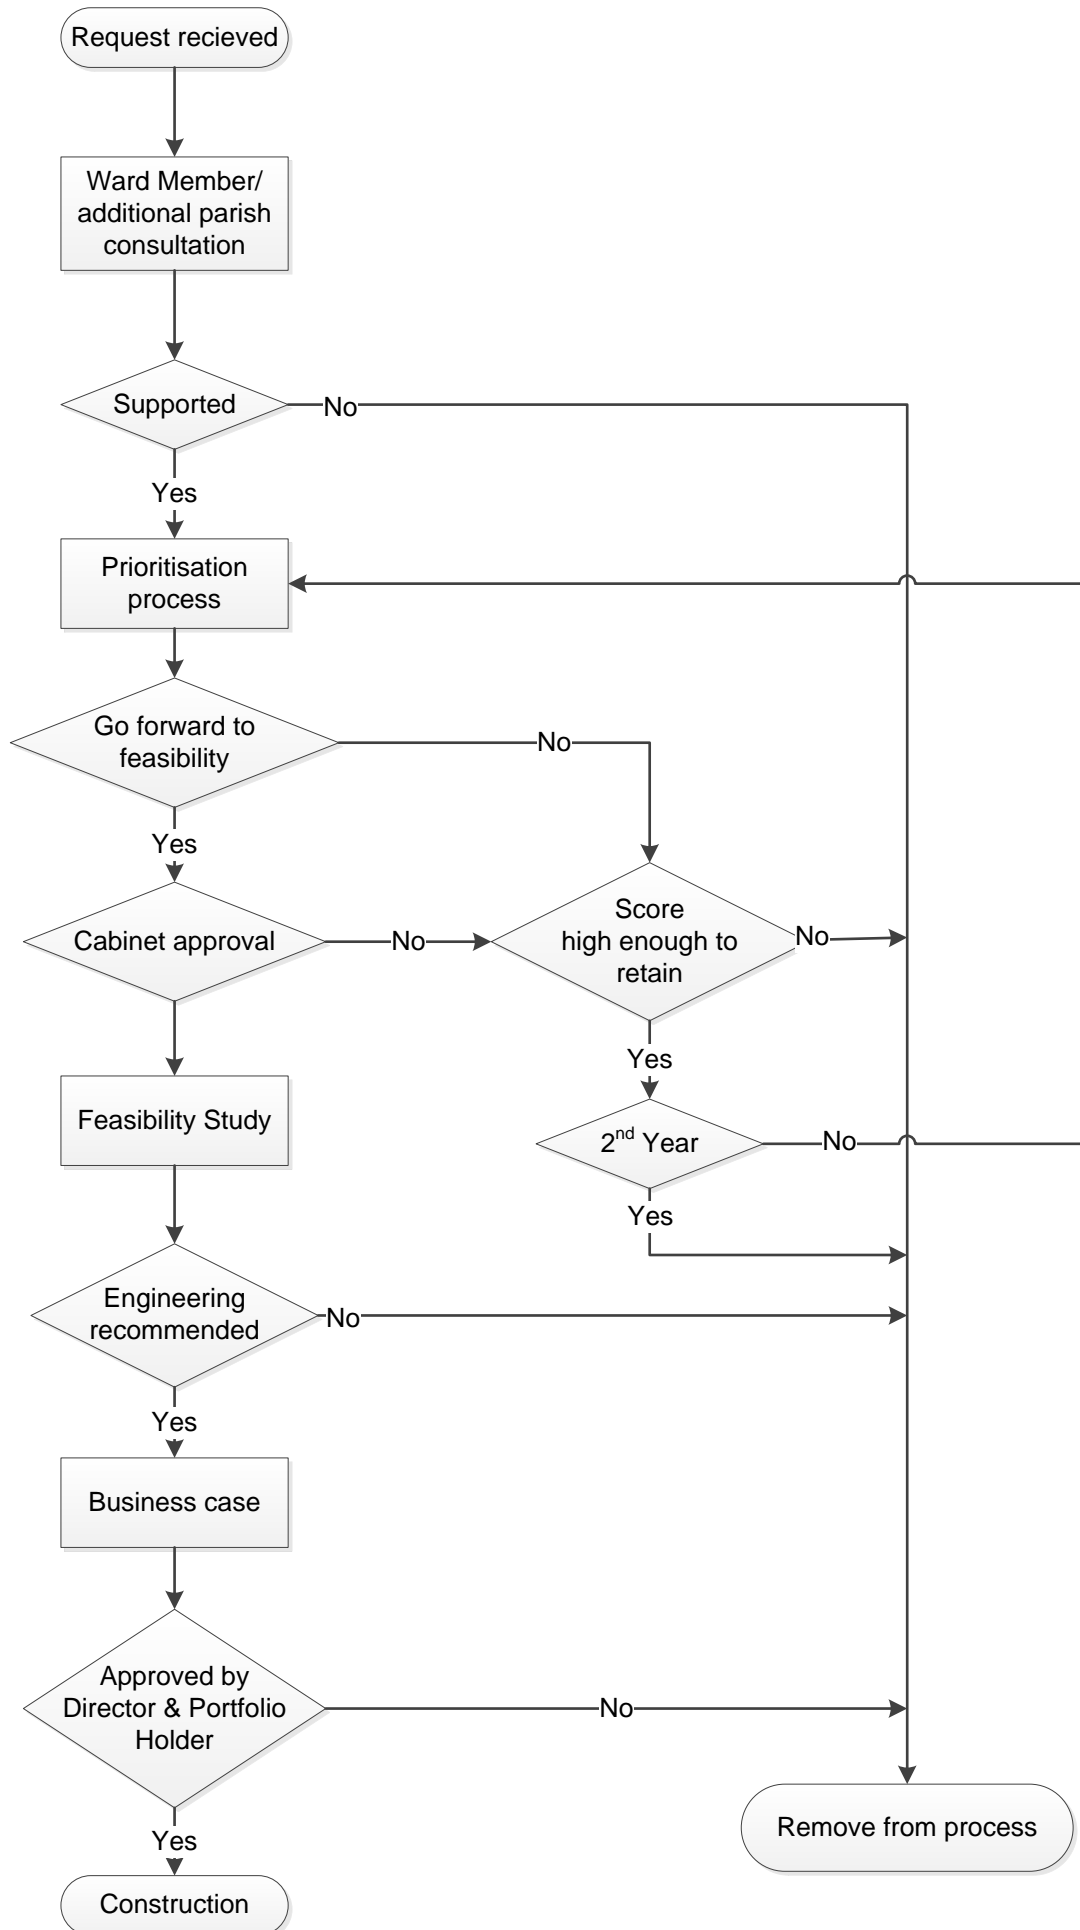 Request recieved
Ward Member/
additional parish
consultation
Supported
No
Yes
Prioritisation
process
Go forward to
feasibility
No
Yes
Cabinet approval
No
Score
high enough to
retain
No
Yes
Feasibility Study
2nd Year
No
Yes
Engineering
recommended
No
Yes
Business case
Approved by
Director & Portfolio
Holder
No
Yes
Remove from process
Construction